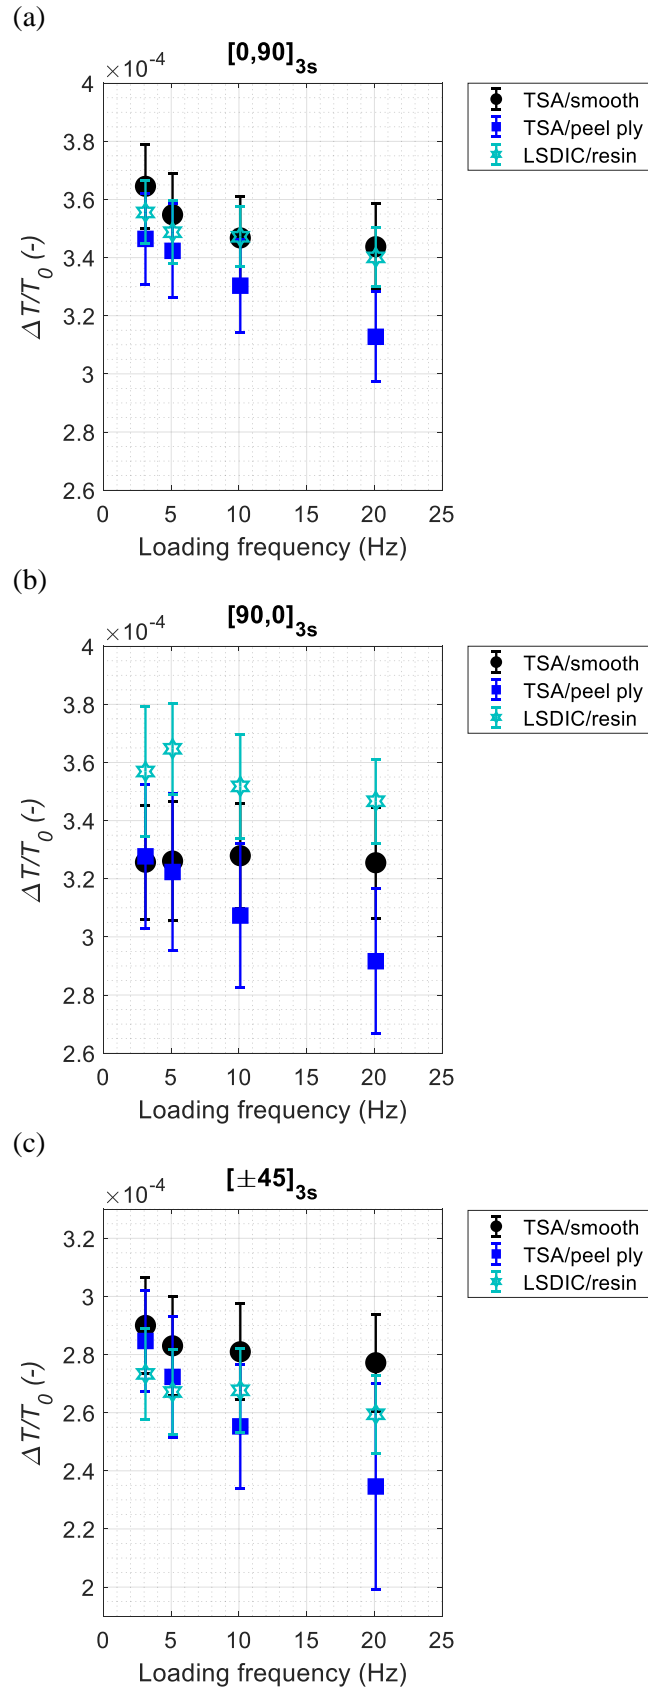 (a)
[0,90]3s
×10-4
4
3.8
3.6
3.4
3.2
3
2.8
2.6
ΔT/T0 (-)
0 5 10 15 20 25
Loading frequency (Hz)
TSA/smooth
TSA/peel ply
LSDIC/resin
(b)
[90,0]3s
×10-4
4
3.8
3.6
3.4
3.2
3
2.8
2.6
ΔT/T0 (-)
0 5 10 15 20 25
Loading frequency (Hz)
TSA/smooth
TSA/peel ply
LSDIC/resin
(c)
[±45]3s
×10-4
3.2
3
2.8
2.6
2.4
2.2
2
ΔT/T0 (-)
0 5 10 15 20 25
Loading frequency (Hz)
TSA/smooth
TSA/peel ply
LSDIC/resin